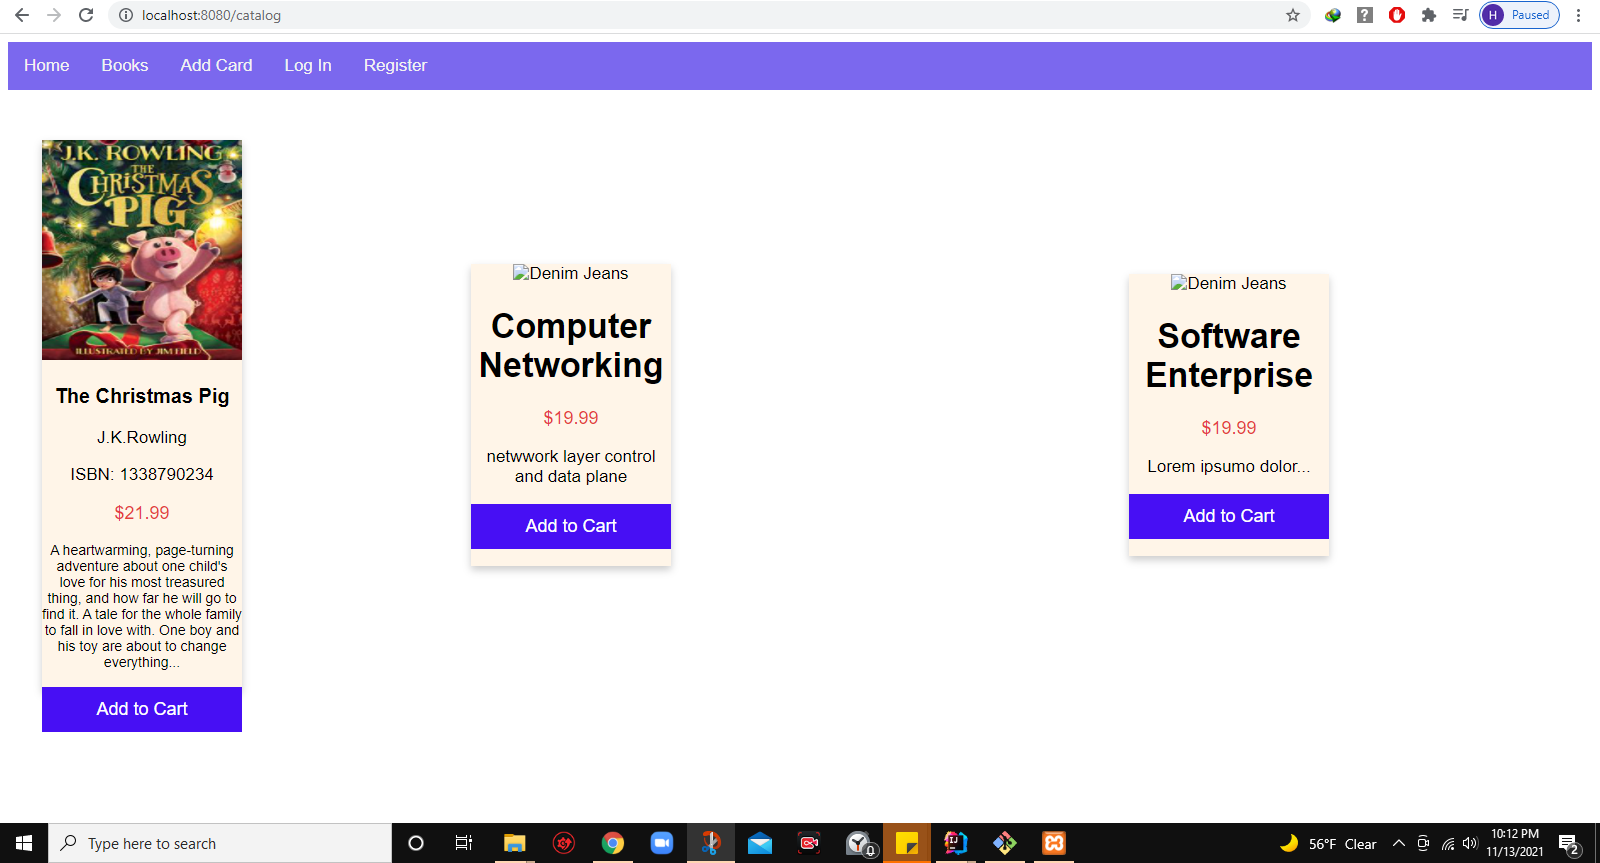 localhost:8080/catalog
H Paused
Home Books Add Card Log In Register
J.K. ROWLING
THE
CHRISTMAS
PIG
ILLUSTRATED BY JIM FIELD
The Christmas Pig
J.K.Rowling
ISBN: 1338790234
$21.99
A heartwarming, page-turning
adventure about one child's
love for his most treasured
thing, and how far he will go to
find it. A tale for the whole family
to fall in love with. One boy and
his toy are about to change
everything...
Add to Cart
Denim Jeans
Computer
Networking
$19.99
netwwork layer control
and data plane
Add to Cart
Denim Jeans
Software
Enterprise
$19.99
Lorem ipsumo dolor...
Add to Cart
Type here to search
56°F Clear
10:12 PM
11/13/2021
2